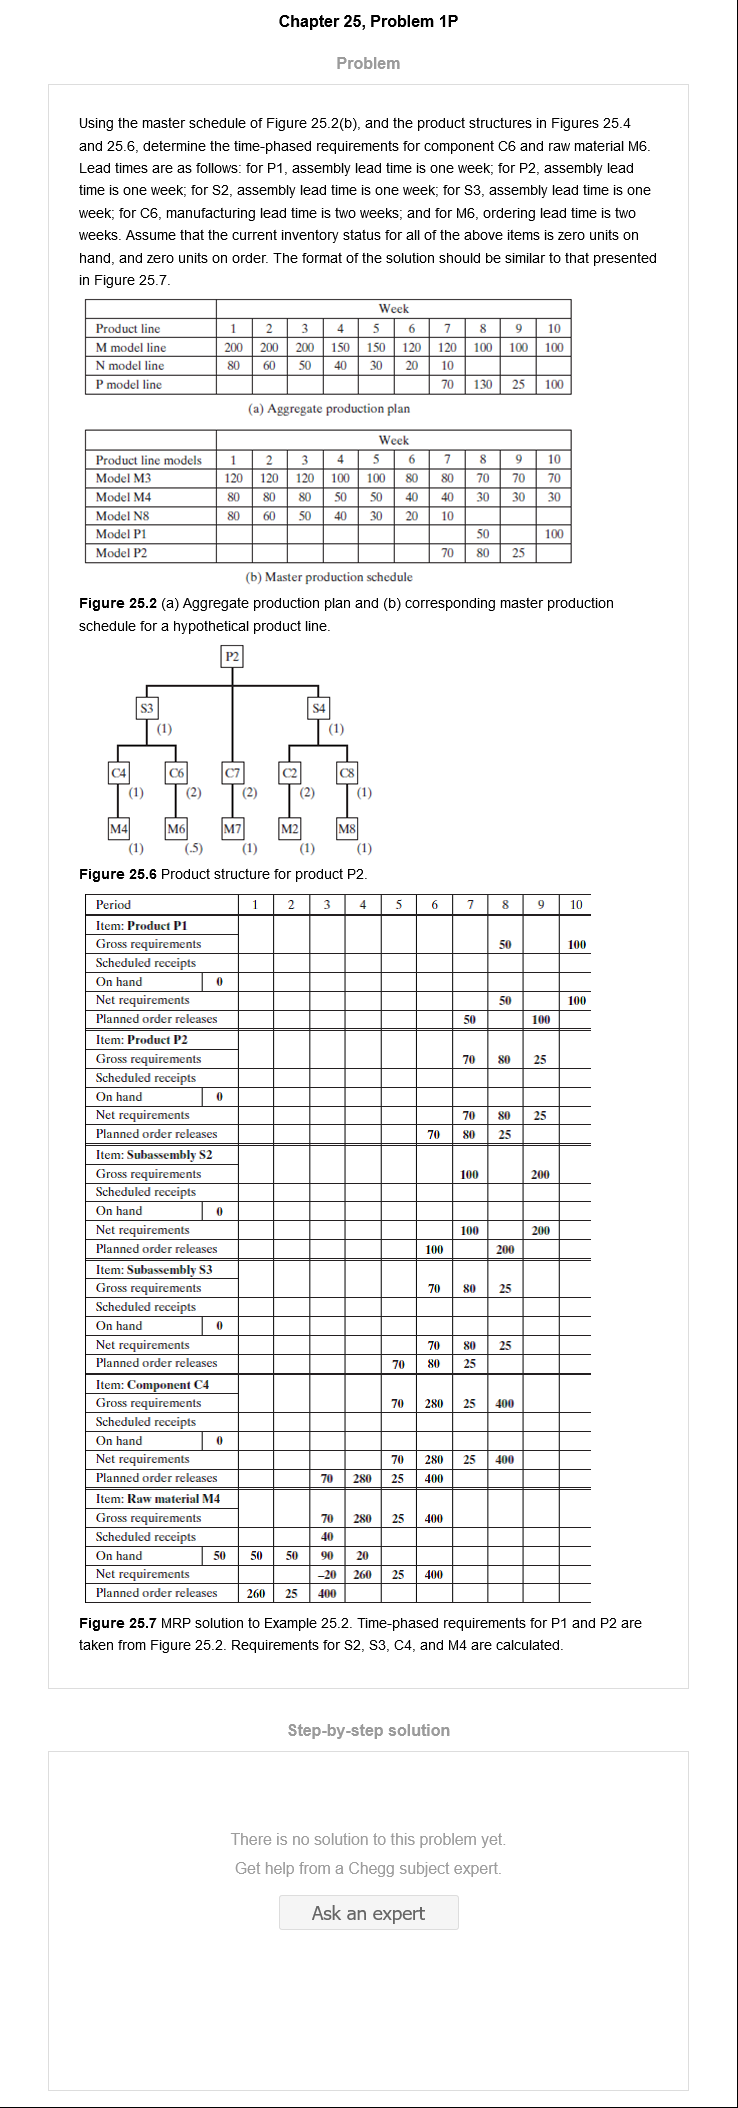 Chapter 25, Problem 1P
Problem
Using the master schedule of Figure 25.2(b), and the product structures in Figures 25.4
and 25.6, determine the time-phased requirements for component C6 and raw material M6.
Lead times are as follows: for P1, assembly lead time is one week; for P2, assembly lead
time is one week; for S2, assembly lead time is one week; for S3, assembly lead time is one
week; for C6, manufacturing lead time is two weeks; and for M6, ordering lead time is two
weeks. Assume that the current inventory status for all of the above items is zero units on
hand, and zero units on order. The format of the solution should be similar to that presented
in Figure 25.7.
Week
Product line 1 2 3 4 5 6 7 8 9 10
M model line 200 200 200 150 150 120 120 100 100 100
N model line 80 60 50 40 30 20 10
P model line 70 130 25 100
(a) Aggregate production plan
Week
Product line models 1 2 3 4 5 6 7 8 9 10
Model M3 120 120 120 100 100 80 80 70 70 70
Model M4 80 80 80 50 50 40 40 30 30 30
Model N8 80 60 50 40 30 20 10
Model P1 50 100
Model P2 70 80 25
(b) Master production schedule
Figure 25.2 (a) Aggregate production plan and (b) corresponding master production
schedule for a hypothetical product line.
P2
S3 S4
(1) (1)
C4 C6 C7 C2 C8
(1) (2) (2) (2) (1)
M4 M6 M7 M2 M8
(1) (.5) (1) (1) (1)
Figure 25.6 Product structure for product P2.
Period 1 2 3 4 5 6 7 8 9 10
Item: Product P1
Gross requirements 50 100
Scheduled receipts
On hand 0
Net requirements 50 100
Planned order releases 50 100
Item: Product P2
Gross requirements 70 80 25
Scheduled receipts
On hand 0
Net requirements 70 80 25
Planned order releases 70 80 25
Item: Subassembly S2
Gross requirements 100 200
Scheduled receipts
On hand 0
Net requirements 100 200
Planned order releases 100 200
Item: Subassembly S3
Gross requirements 70 80 25
Scheduled receipts
On hand 0
Net requirements 70 80 25
Planned order releases 70 80 25
Item: Component C4
Gross requirements 70 280 25 400
Scheduled receipts
On hand 0
Net requirements 70 280 25 400
Planned order releases 70 280 25 400
Item: Raw material M4
Gross requirements 70 280 25 400
Scheduled receipts 40
On hand 50 50 50 90 20
Net requirements –20 260 25 400
Planned order releases 260 25 400
Figure 25.7 MRP solution to Example 25.2. Time-phased requirements for P1 and P2 are
taken from Figure 25.2. Requirements for S2, S3, C4, and M4 are calculated.
Step-by-step solution
There is no solution to this problem yet.
Get help from a Chegg subject expert.
Ask an expert